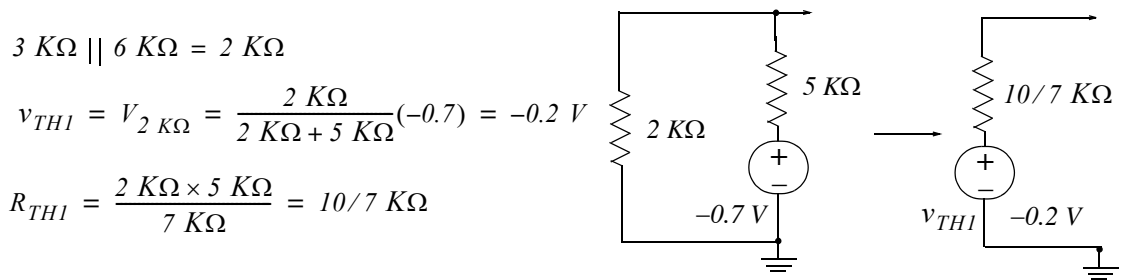 3 KΩ || 6 KΩ = 2 KΩ
v_TH1 = V_2 KΩ = (2 KΩ)/(2 KΩ + 5 KΩ)(−0.7) = −0.2 V
R_TH1 = (2 KΩ × 5 KΩ)/(7 KΩ) = 10/7 KΩ
2 KΩ
5 KΩ
+
−
−0.7 V
10/7 KΩ
+
−
v_TH1 −0.2 V